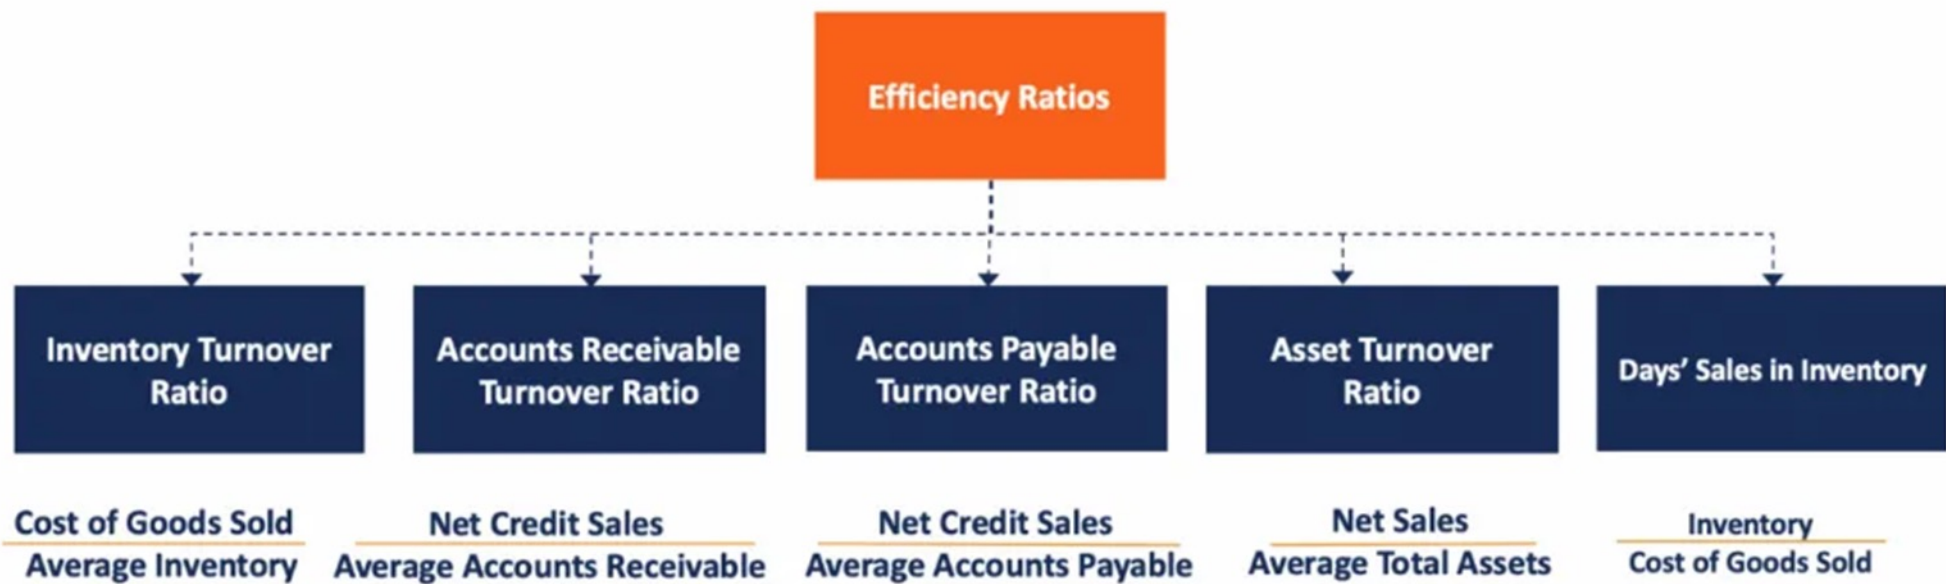 Efficiency Ratios
Inventory Turnover
Ratio
Accounts Receivable
Turnover Ratio
Accounts Payable
Turnover Ratio
Asset Turnover
Ratio
Days’ Sales in Inventory
Cost of Goods Sold
Average Inventory
Net Credit Sales
Average Accounts Receivable
Net Credit Sales
Average Accounts Payable
Net Sales
Average Total Assets
Inventory
Cost of Goods Sold